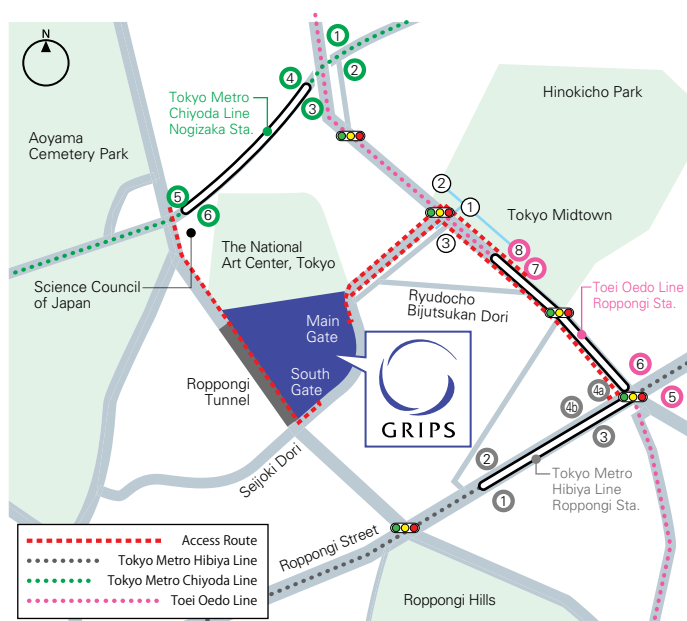 N
1
2
4
3
Tokyo Metro
Chiyoda Line
Nogizaka Sta.
Hinokicho Park
Aoyama
Cemetery Park
5
6
2
1
3
Tokyo Midtown
8
7
The National
Art Center, Tokyo
Science Council
of Japan
Ryudocho
Bijutsukan Dori
Toei Oedo Line
Roppongi Sta.
Main
Gate
South
Gate
Roppongi
Tunnel
GRIPS
6
5
4a
4b
3
2
1
Seijoki Dori
Tokyo Metro
Hibiya Line
Roppongi Sta.
Roppongi Street
Roppongi Hills
Access Route
Tokyo Metro Hibiya Line
Tokyo Metro Chiyoda Line
Toei Oedo Line